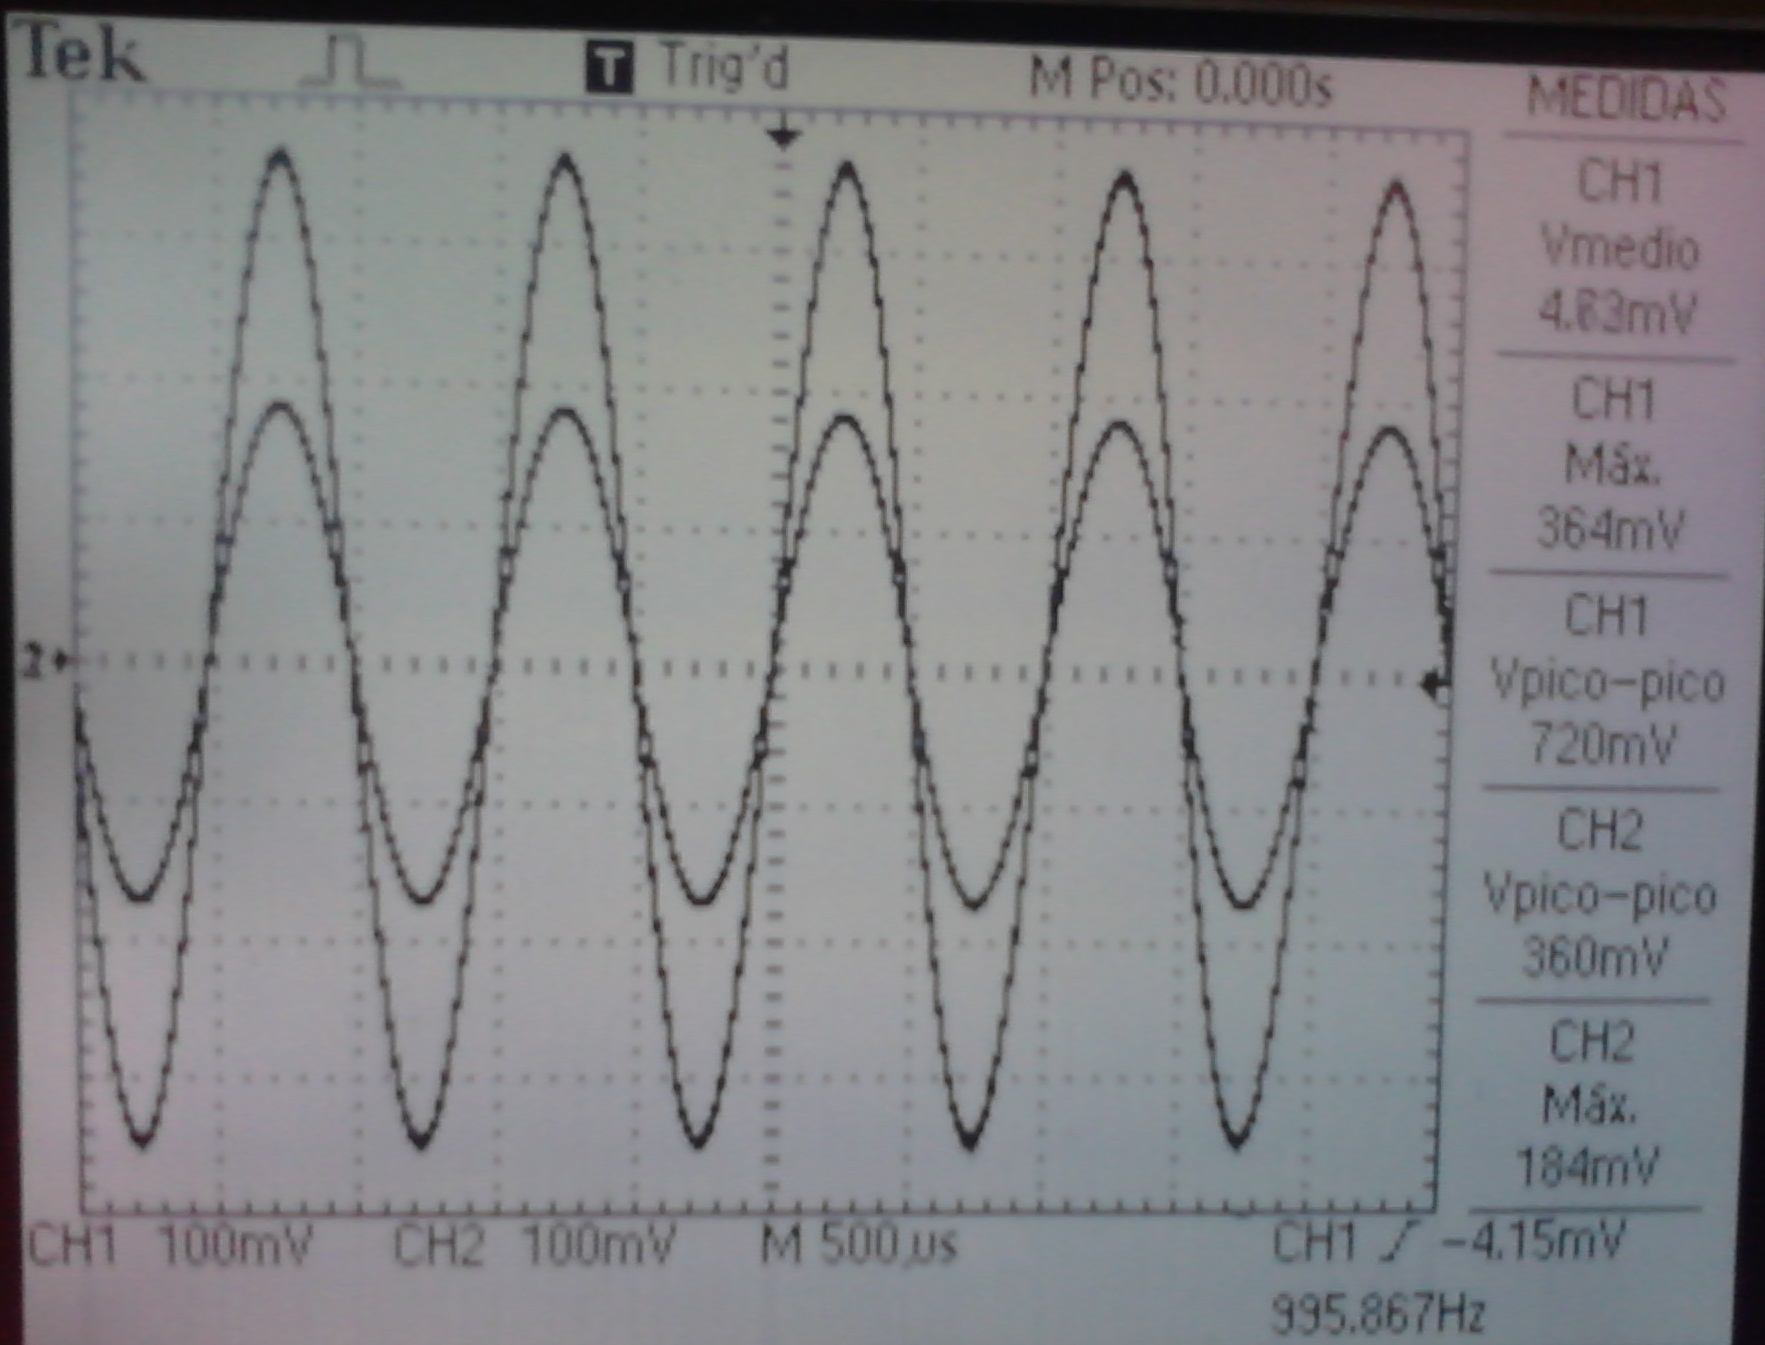 Tek T Trig'd M Pos: 0.000s
MEDIDAS
CH1
Vmedio
4.63mV
CH1
Máx.
364mV
CH1
Vpico-pico
720mV
CH2
Vpico-pico
360mV
CH2
Máx.
184mV
2
CH1 100mV CH2 100mV M 500µs CH1 -4.15mV
995.867Hz